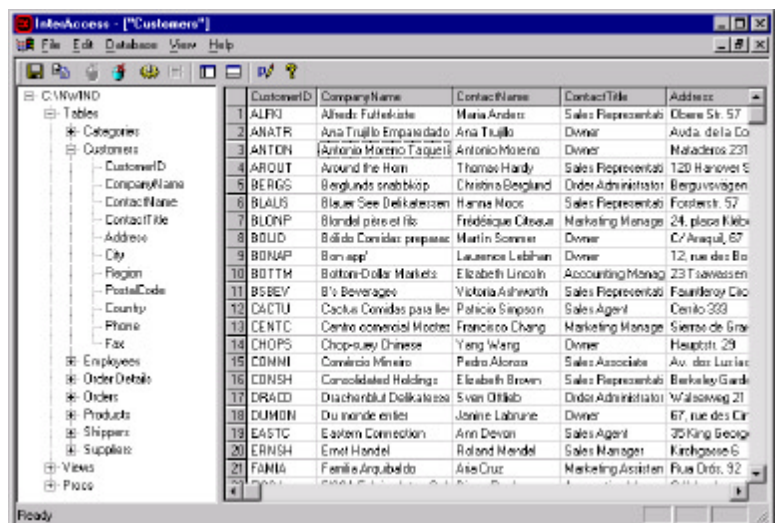 InterAccess - ["Customers"]
File Edit Database View Help
C:\NWIND
Tables
Categories
Customers
CustomerID
CompanyName
ContactName
ContactTitle
Address
City
Region
PostalCode
Country
Phone
Fax
Employees
Order Details
Orders
Products
Shippers
Suppliers
Views
Procs
CustomerID CompanyName ContactName ContactTitle Address
1 ALFKI Alfreds Futterkiste Maria Anders Sales Representati Obere Str. 57
2 ANATR Ana Trujillo Emparedado Ana Trujillo Owner Avda. de la Co
3 ANTON Antonio Moreno Taqueri Antonio Moreno Owner Mataderos 231
4 AROUT Around the Horn Thomas Hardy Sales Representati 120 Hanover S
5 BERGS Berglunds snabbköp Christina Berglund Order Administrator Berguvsvägen
6 BLAUS Blauer See Delikatessen Hanna Moos Sales Representati Forsterstr. 57
7 BLONP Blondel père et fils Frédérique Citeaux Marketing Manage 24, place Kléb
8 BOLID Bólido Comidas preparac Martín Sommer Owner C/ Araquil, 67
9 BONAP Bon app' Laurence Lebihan Owner 12, rue des Bo
10 BOTTM Bottom-Dollar Markets Elizabeth Lincoln Accounting Manag 23 Tsawassen
11 BSBEV B's Beverages Victoria Ashworth Sales Representati Fauntleroy Circ
12 CACTU Cactus Comidas para llev Patricio Simpson Sales Agent Cerrito 333
13 CENTC Centro comercial Moctez Francisco Chang Marketing Manage Sierras de Gran
14 CHOPS Chop-suey Chinese Yang Wang Owner Hauptstr. 29
15 COMMI Comércio Mineiro Pedro Afonso Sales Associate Av. dos Lusíac
16 CONSH Consolidated Holdings Elizabeth Brown Sales Representati Berkeley Garde
17 DRACD Drachenblut Delikatesse Sven Ottlieb Order Administrator Walserweg 21
18 DUMON Du monde entier Janine Labrune Owner 67, rue des Cin
19 EASTC Eastern Connection Ann Devon Sales Agent 35 King George
20 ERNSH Ernst Handel Roland Mendel Sales Manager Kirchgasse 6
21 FAMIA Familia Arquibaldo Aria Cruz Marketing Assistan Rua Orós, 92
Ready